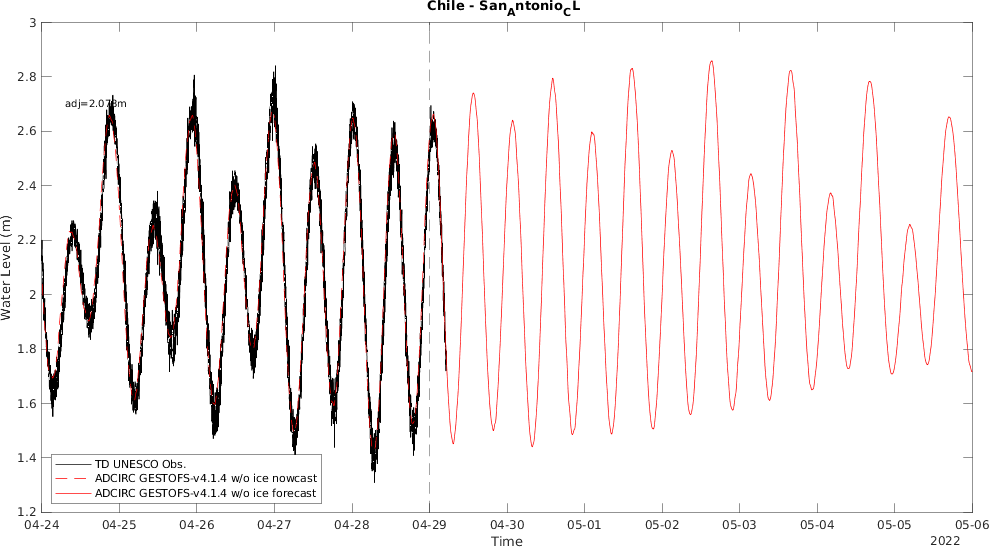 Chile - San_Antonio_CL
3
2.8
adj=2.073m
2.6
2.4
2.2
2
1.8
1.6
1.4
1.2
Water Level (m)
TD UNESCO Obs.
ADCIRC GESTOFS-v4.1.4 w/o ice nowcast
ADCIRC GESTOFS-v4.1.4 w/o ice forecast
04-24 04-25 04-26 04-27 04-28 04-29 04-30 05-01 05-02 05-03 05-04 05-05 05-06
Time
2022